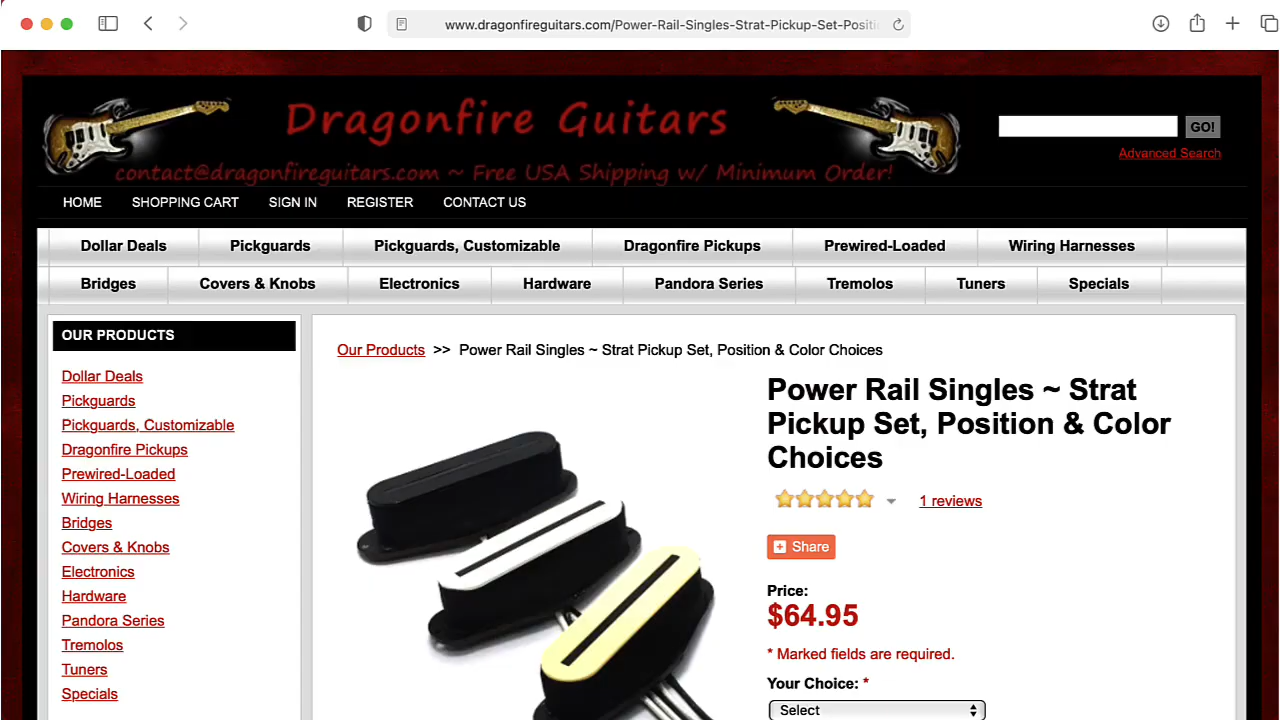 www.dragonfireguitars.com/Power-Rail-Singles-Strat-Pickup-Set-Positi
Dragonfire Guitars
contact@dragonfireguitars.com ~ Free USA Shipping w/ Minimum Order!
GO!
Advanced Search
HOME SHOPPING CART SIGN IN REGISTER CONTACT US
Dollar Deals Pickguards Pickguards, Customizable Dragonfire Pickups Prewired-Loaded Wiring Harnesses
Bridges Covers & Knobs Electronics Hardware Pandora Series Tremolos Tuners Specials
OUR PRODUCTS
Dollar Deals
Pickguards
Pickguards, Customizable
Dragonfire Pickups
Prewired-Loaded
Wiring Harnesses
Bridges
Covers & Knobs
Electronics
Hardware
Pandora Series
Tremolos
Tuners
Specials
Our Products >> Power Rail Singles ~ Strat Pickup Set, Position & Color Choices
Power Rail Singles ~ Strat
Pickup Set, Position & Color
Choices
1 reviews
Share
Price:
$64.95
* Marked fields are required.
Your Choice: *
Select